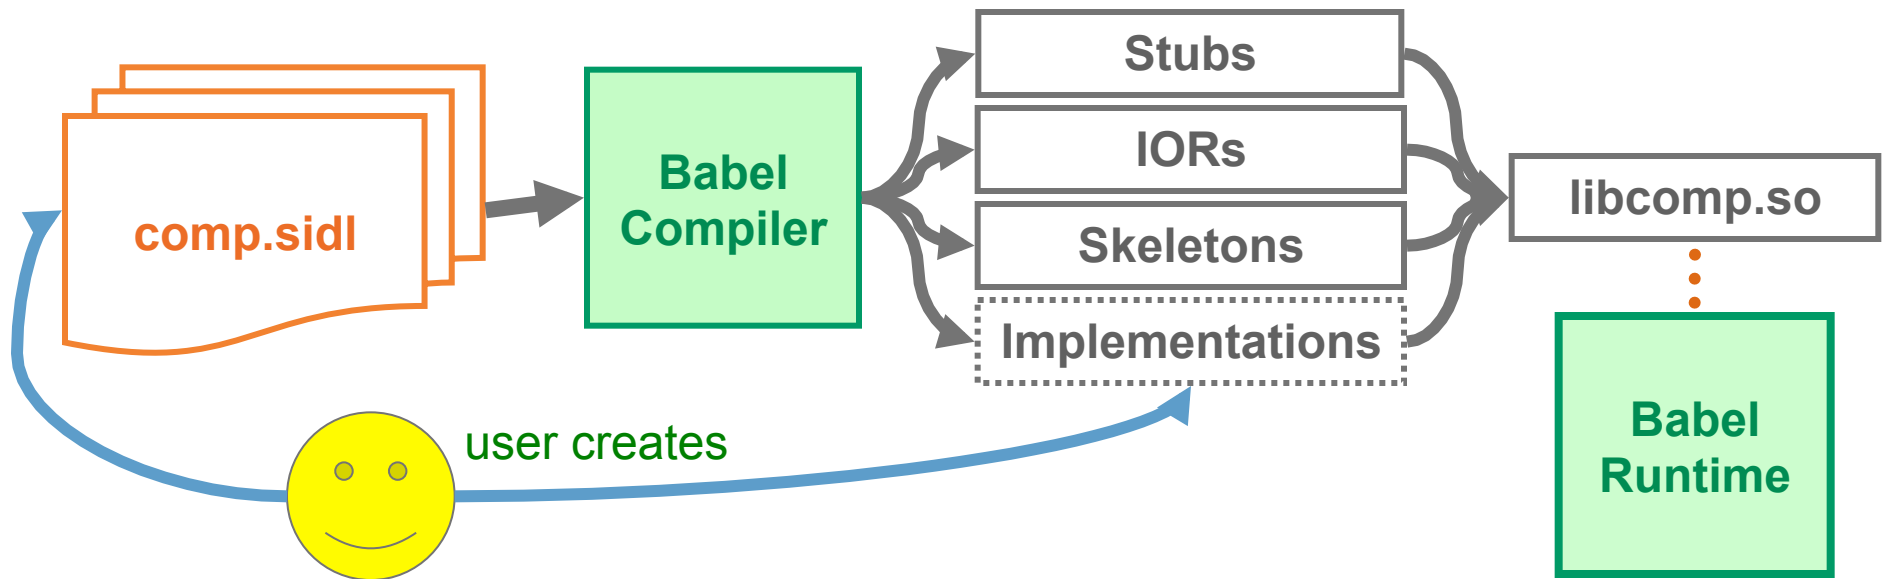 comp.sidl
Babel
Compiler
Stubs
IORs
Skeletons
Implementations
libcomp.so
Babel
Runtime
user creates